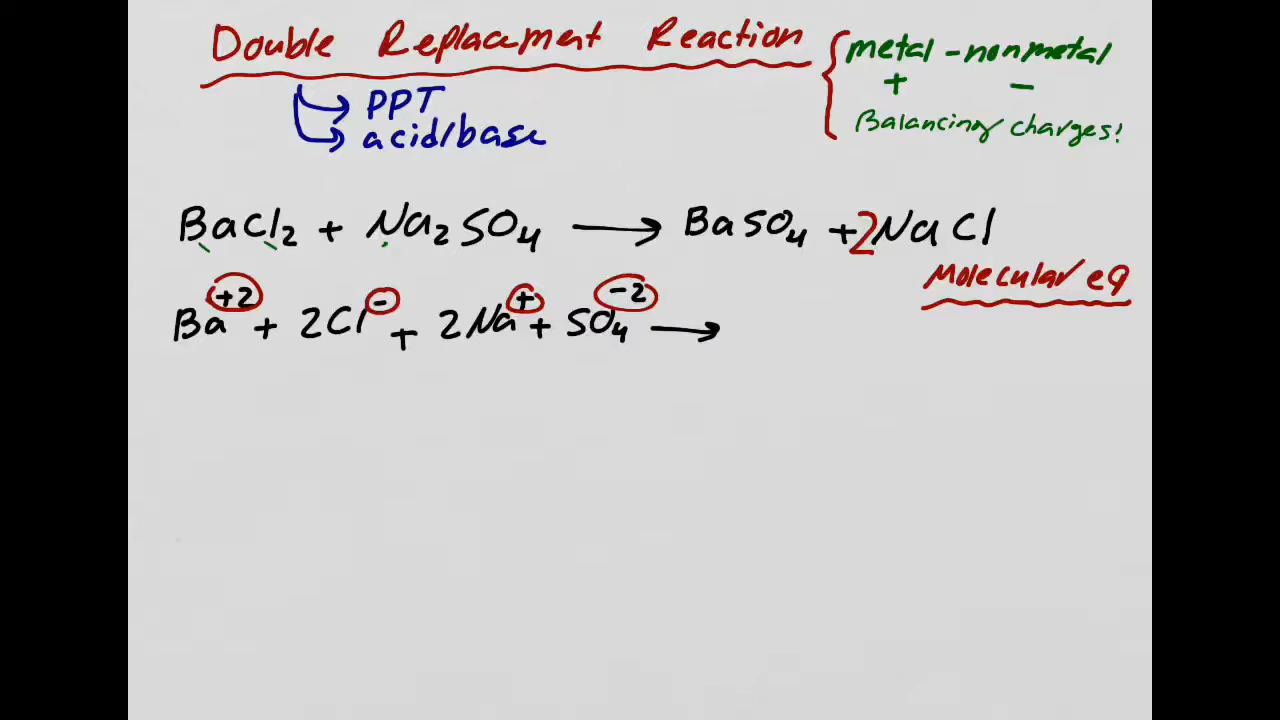 Double Replacement Reaction
metal - nonmetal
+ -
Balancing charges!
PPT
acid/base
BaCl₂ + Na₂SO₄ → BaSO₄ + 2NaCl
Molecular eq
Ba⁺² + 2Cl⁻ + 2Na⁺ + SO₄⁻² →